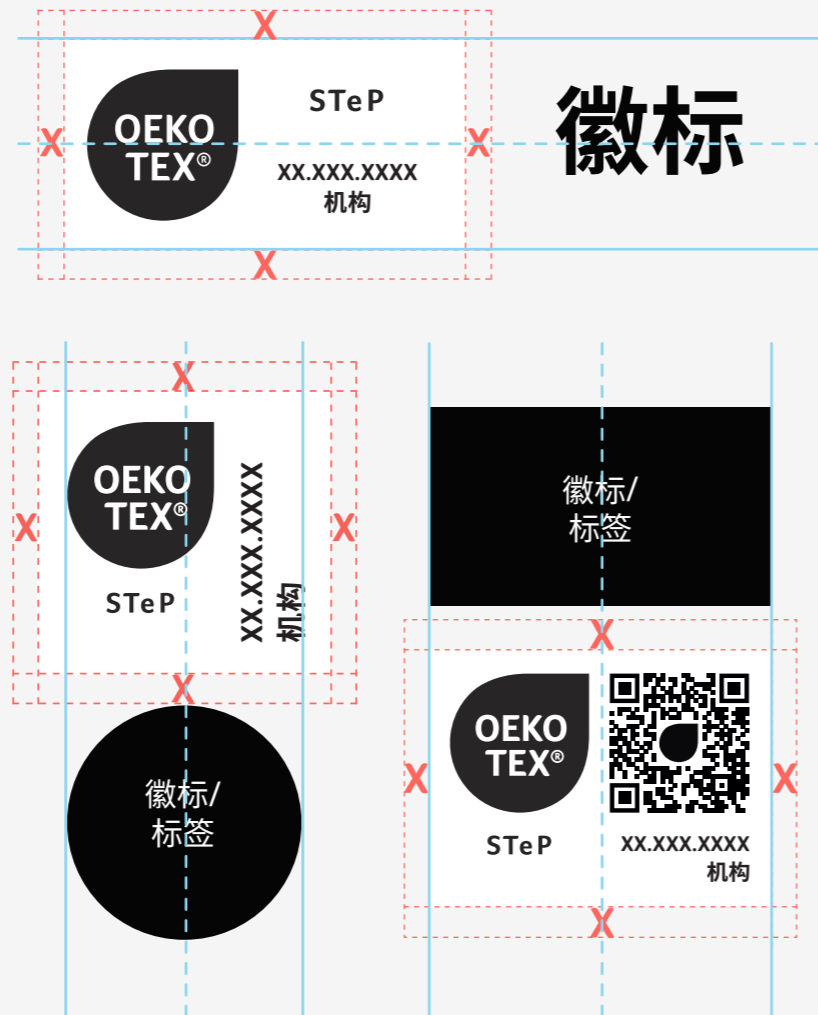 X
OEKO
TEX®
STeP
XX.XXX.XXXX
机构
X
X
徽标
X
X
OEKO
TEX®
STeP
XX.XXX.XXXX
机构
X
X
X
徽标/
标签
徽标/
标签
X
OEKO
TEX®
STeP
XX.XXX.XXXX
机构
X
X
X